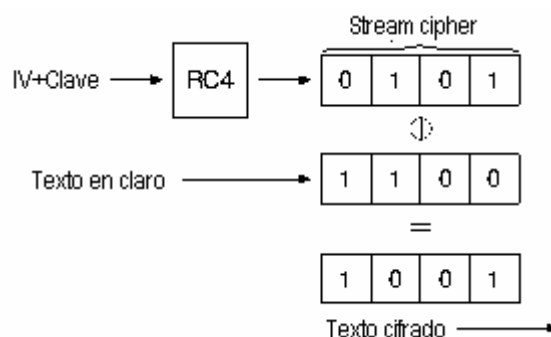 Stream cipher
IV+Clave RC4 0 1 0 1
Texto en claro 1 1 0 0
=
1 0 0 1
Texto cifrado